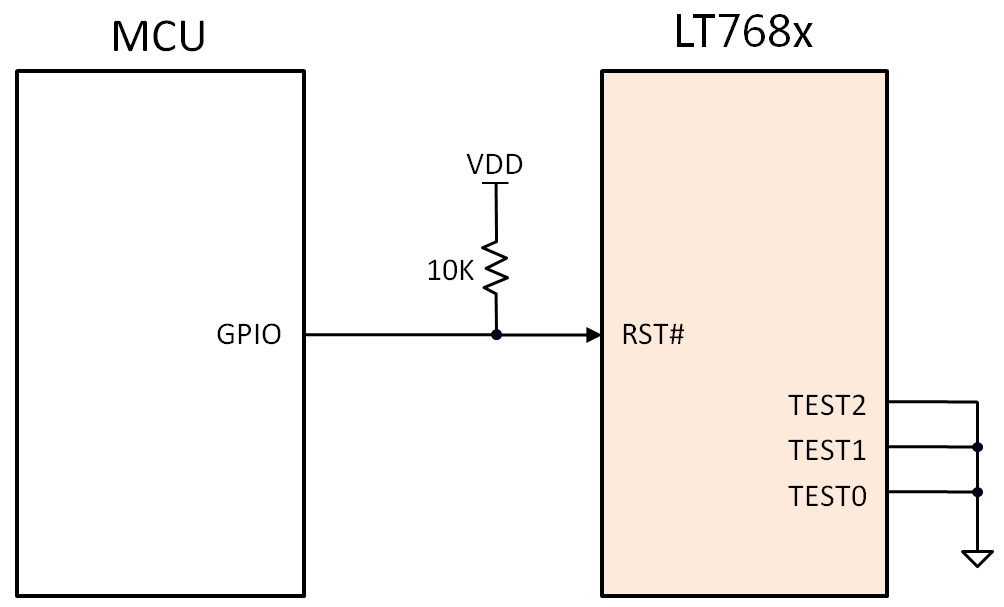 MCU
LT768x
VDD
10K
GPIO
RST#
TEST2
TEST1
TEST0